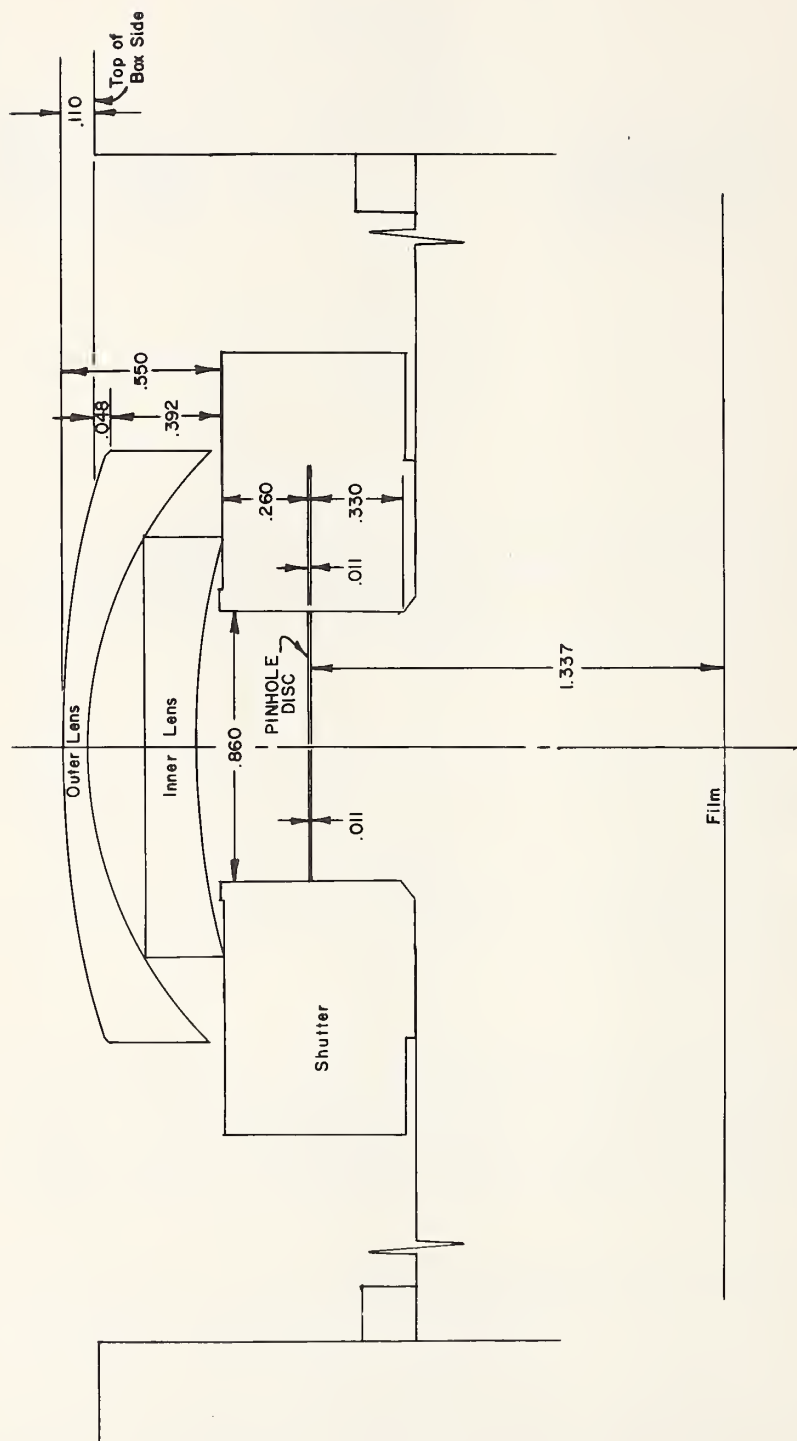 .110
Top of
Box Side
.550
.048
.392
Outer Lens
Inner Lens
.260
.330
.011
.860
PINHOLE
DISC
.011
1.337
Shutter
Film